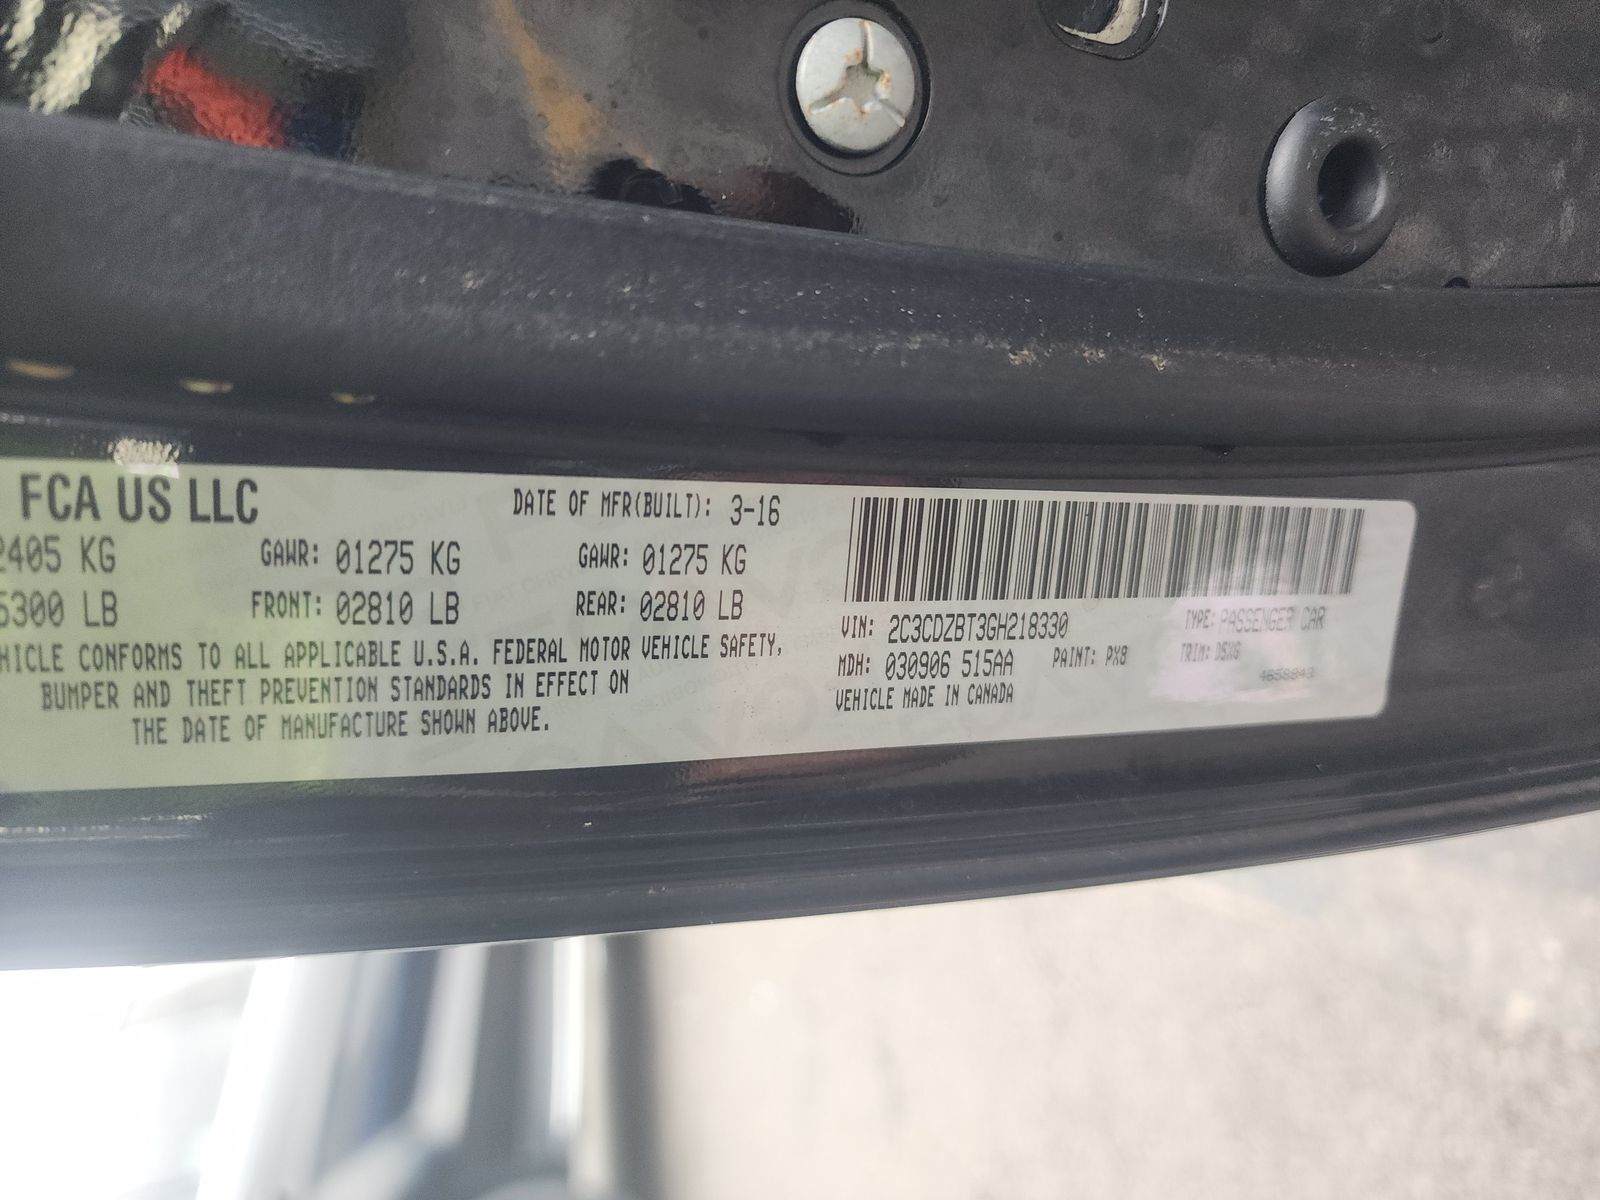 FCA US LLC DATE OF MFR(BUILT): 3-16
2405 KG GAWR: 01275 KG GAWR: 01275 KG
5300 LB FRONT: 02810 LB REAR: 02810 LB
HICLE CONFORMS TO ALL APPLICABLE U.S.A. FEDERAL MOTOR VEHICLE SAFETY,
BUMPER AND THEFT PREVENTION STANDARDS IN EFFECT ON
THE DATE OF MANUFACTURE SHOWN ABOVE.
VIN: 2C3CDZBT3GH218330 TYPE: PASSENGER CAR
MDH: 030906 515AA PAINT: PX8 TRIM:
VEHICLE MADE IN CANADA